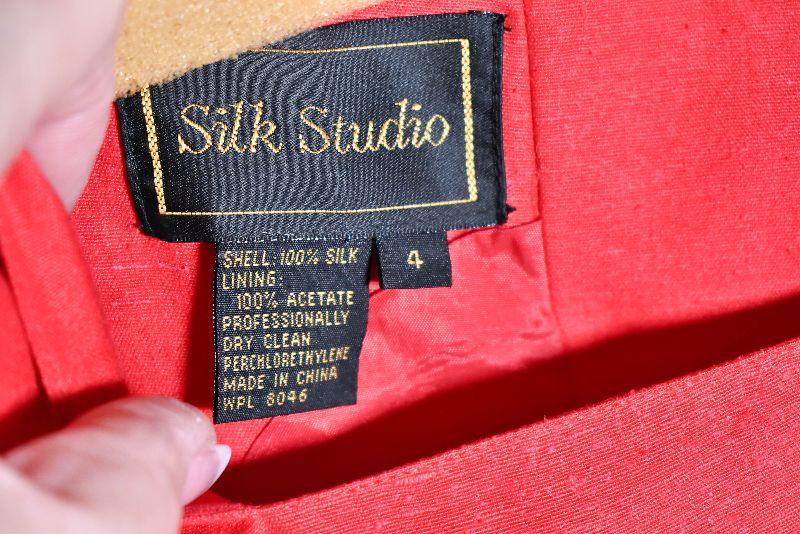 Silk Studio
4
SHELL: 100% SILK
LINING:
100% ACETATE
PROFESSIONALLY
DRY CLEAN
PERCHLORETHYLENE
MADE IN CHINA
WPL 8046